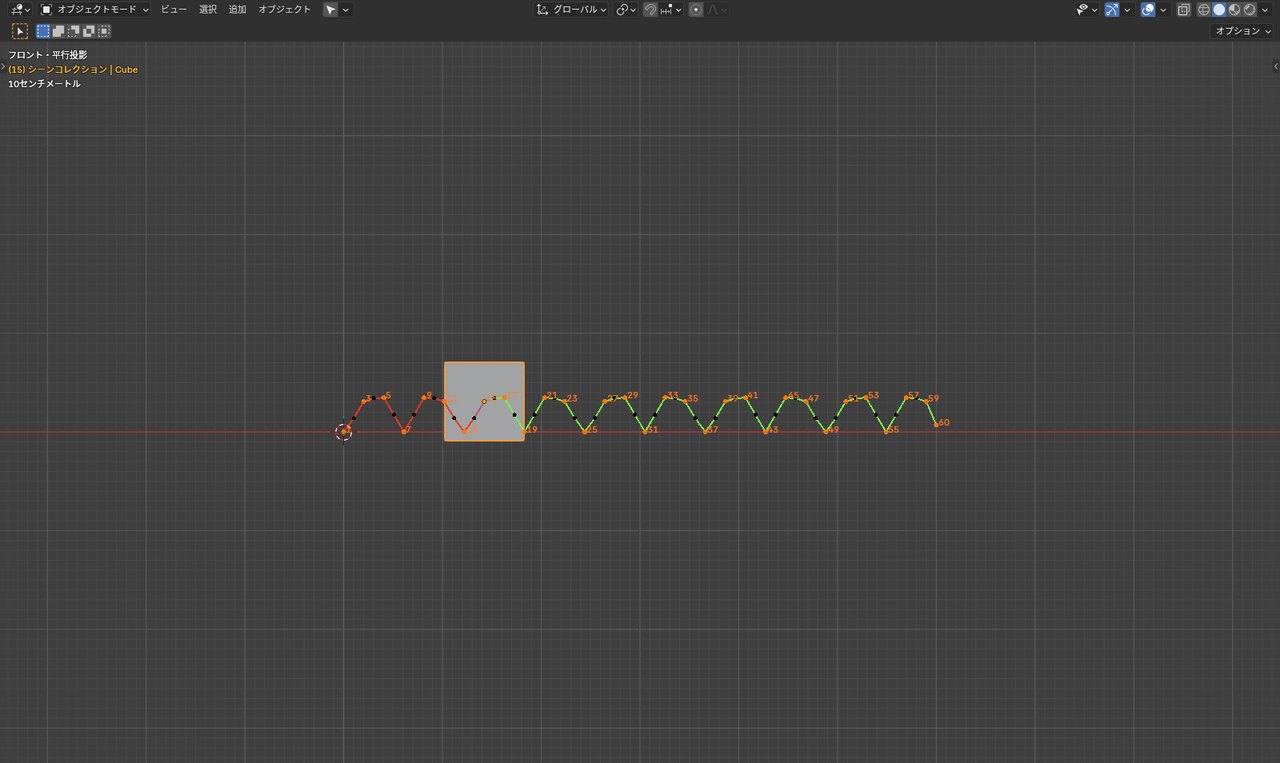 オブジェクトモード ビュー 選択 追加 オブジェクト グローバル
オプション
フロント・平行投影
(15) シーンコレクション | Cube
10センチメートル
3 5 9 21 23 27 29 33 35 39 41 45 47 51 53 57 59
7 19 25 31 37 43 49 55 60